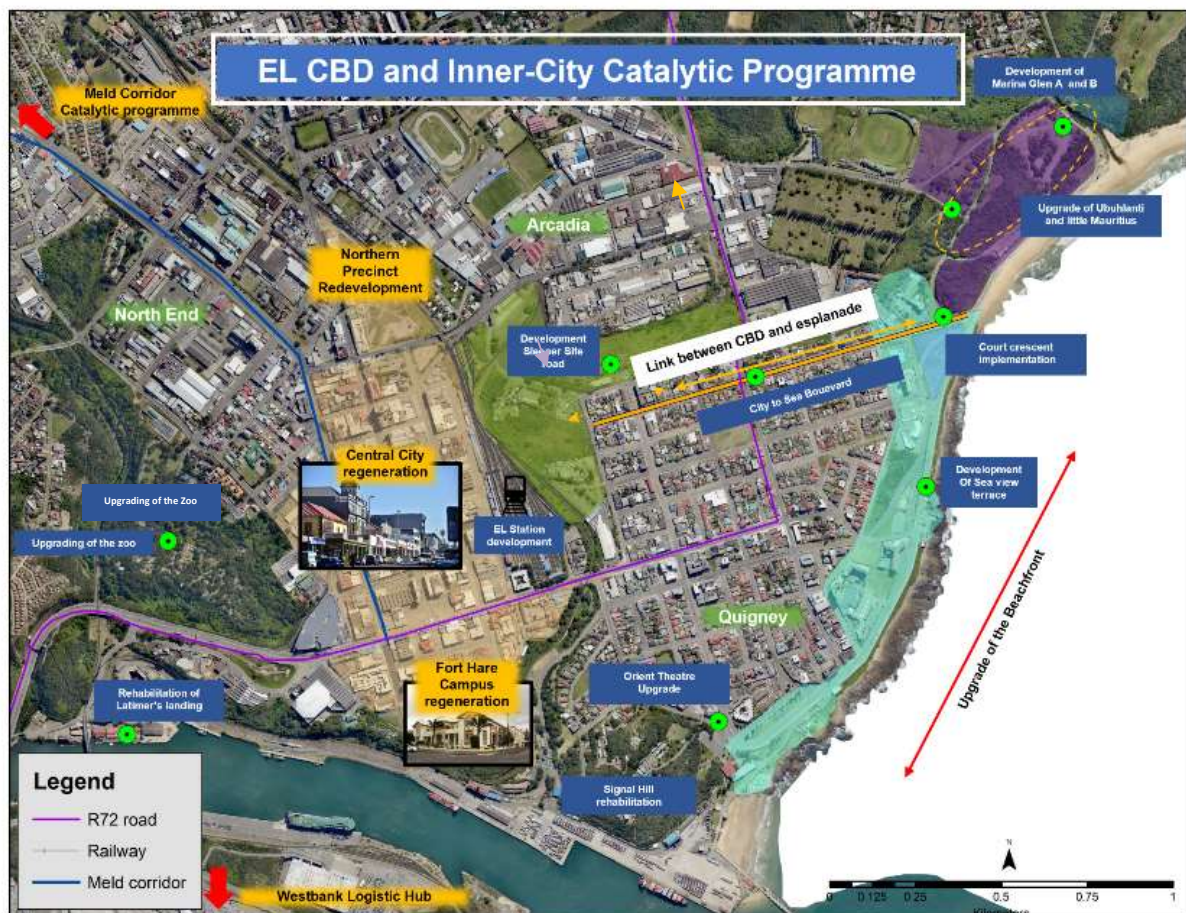 EL CBD and Inner-City Catalytic Programme
Meld Corridor
Catalytic programme
Development of
Marina Glen A and B
Arcadia
Upgrade of Ubuhlanti
and little Mauritius
Northern
Precinct
Redevelopment
North End
Development
Sleeper Site
road
Link between CBD and esplanade
Court crescent
implementation
City to Sea Bouevard
Central City
regeneration
Development
Of Sea view
terrace
Upgrading of the Zoo
Upgrading of the zoo
EL Station
development
Upgrade of the Beachfront
Quigney
Fort Hare
Campus
regeneration
Orient Theatre
Upgrade
Rehabilitation of
Latimer's landing
Signal Hill
rehabilitation
Legend
R72 road
Railway
Meld corridor
Westbank Logistic Hub
N
0 0.125 0.25 0.5 0.75 1
Kilometers